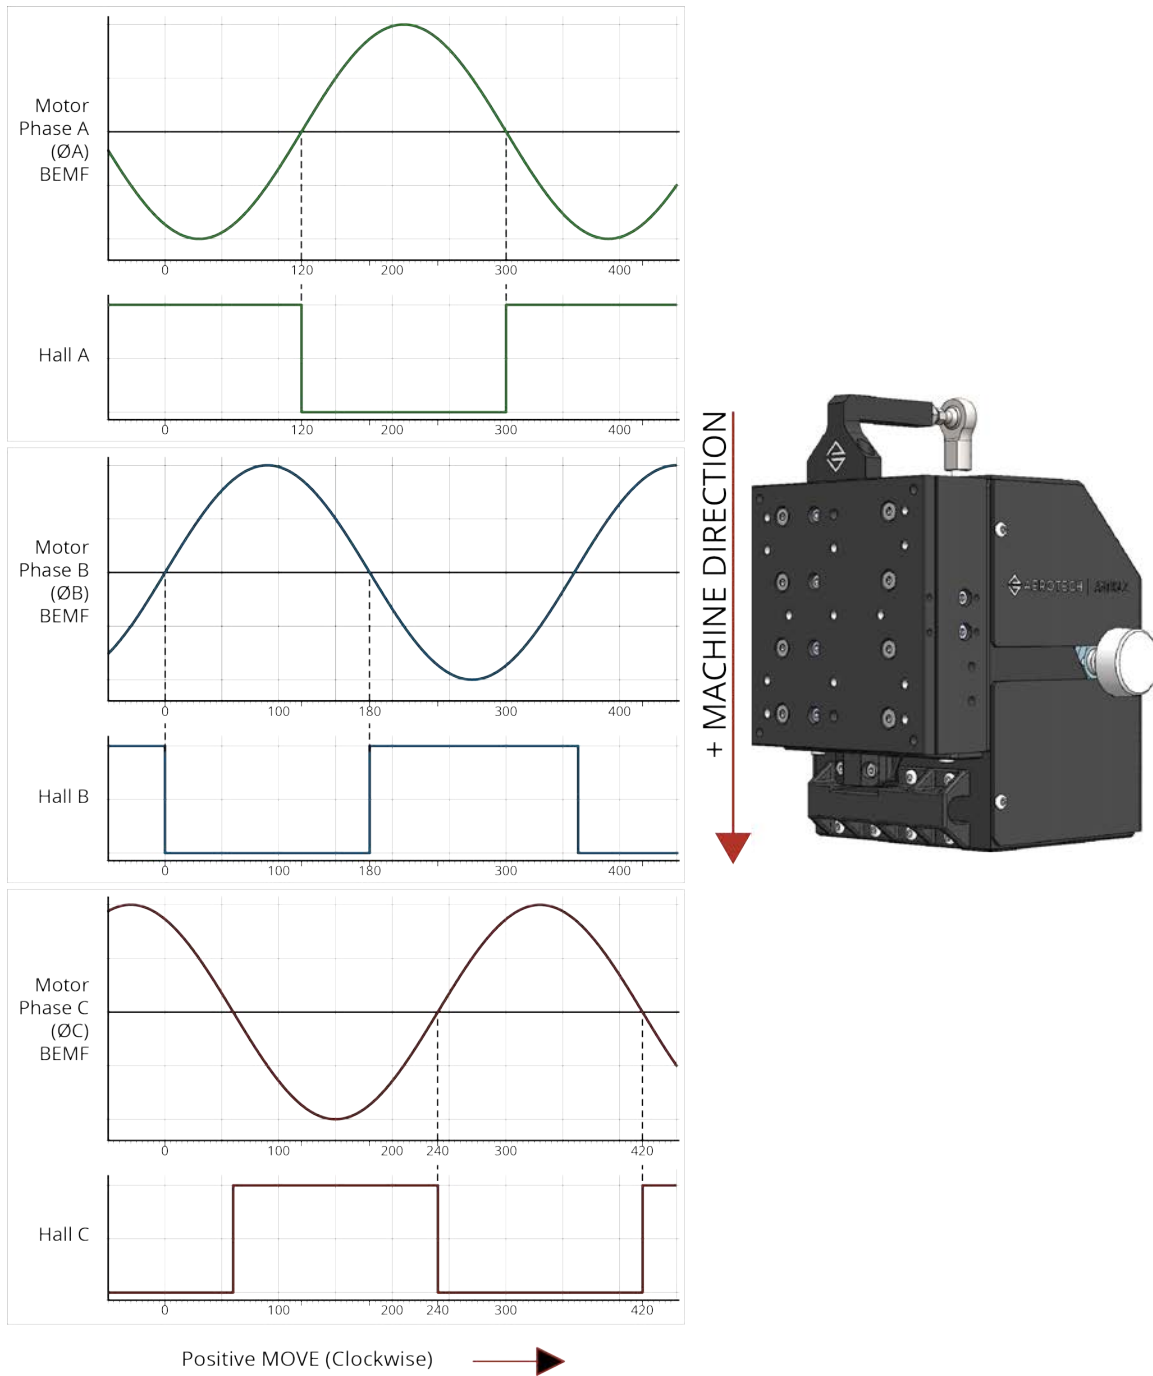 Motor
Phase A
(ØA)
BEMF
0 120 200 300 400
Hall A
0 120 200 300 400
Motor
Phase B
(ØB)
BEMF
0 100 180 300 400
Hall B
0 100 180 300 400
Motor
Phase C
(ØC)
BEMF
0 100 200 240 300 420
Hall C
0 100 200 240 300 420
Positive MOVE (Clockwise)
+ MACHINE DIRECTION
AEROTECH